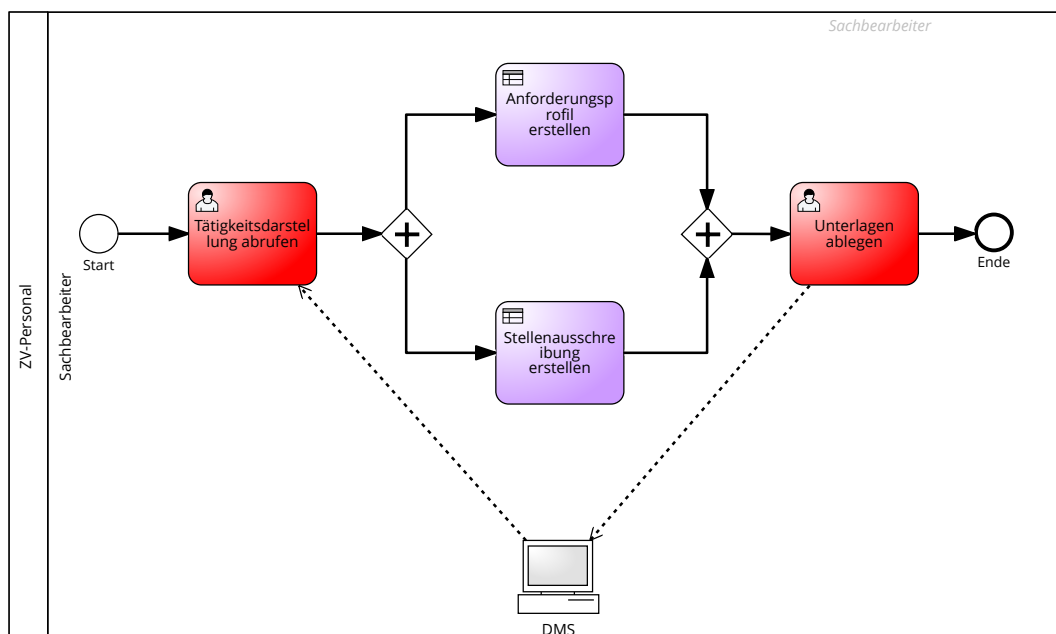 Sachbearbeiter
Anforderungsp
rofil
erstellen
Tätigkeitsdarstel
lung abrufen
Unterlagen
ablegen
Start
Ende
ZV-Personal
Sachbearbeiter
Stellenausschre
ibung
erstellen
DMS